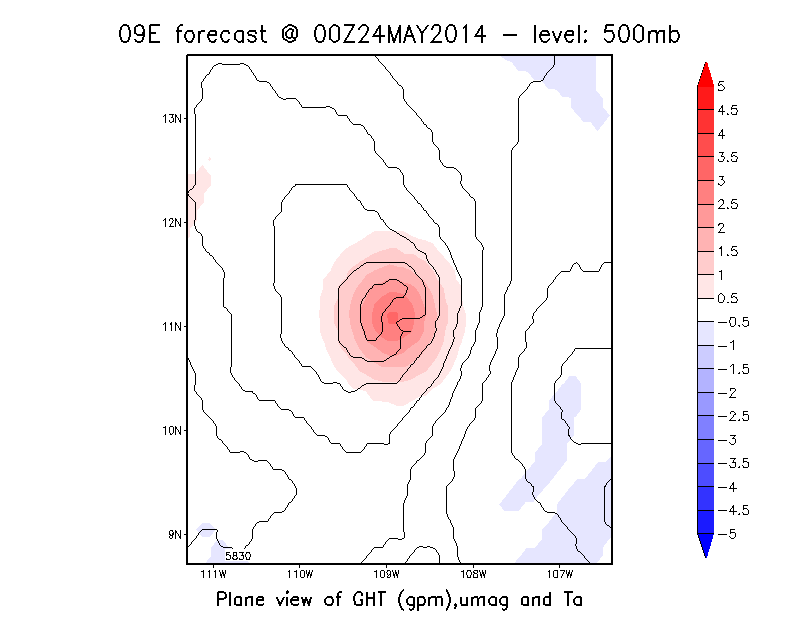 09E forecast @ 00Z24MAY2014 – level: 500mb
13N
12N
11N
10N
9N
5830
111W 110W 109W 108W 107W
5
4.5
4
3.5
3
2.5
2
1.5
1
0.5
−0.5
−1
−1.5
−2
−2.5
−3
−3.5
−4
−4.5
−5
Plane view of GHT (gpm),umag and Ta